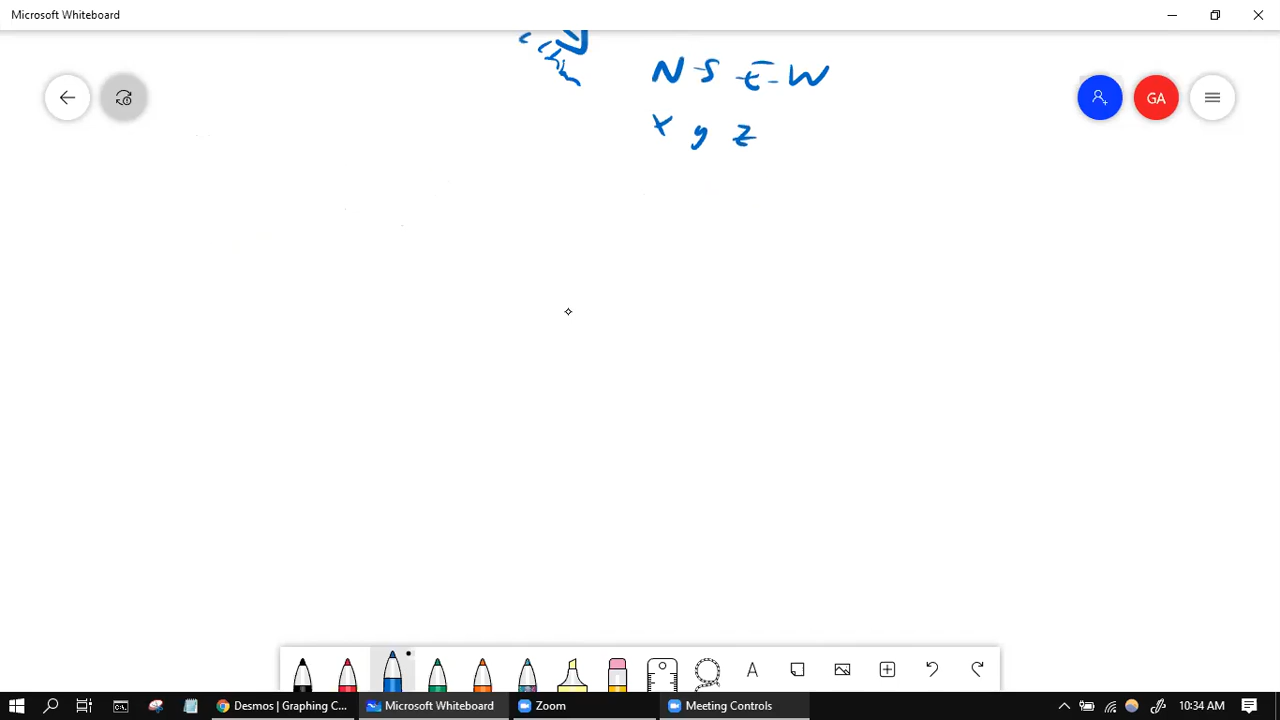 Microsoft Whiteboard
N S E-W
GA
x y z
A
Desmos | Graphing C...
Microsoft Whiteboard
Zoom
Meeting Controls
10:34 AM